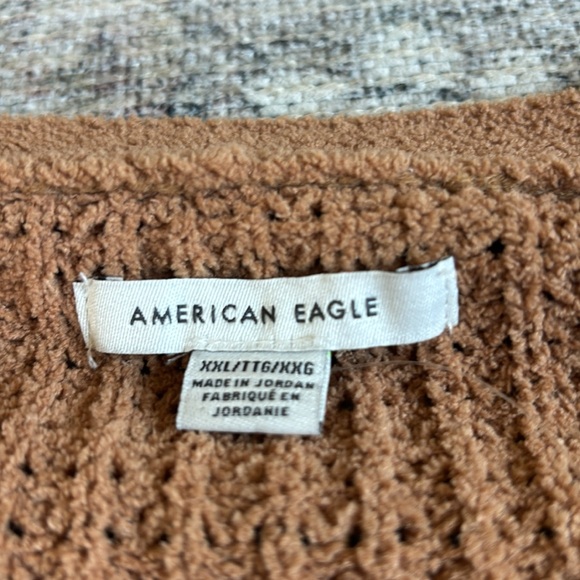 AMERICAN EAGLE
XXL/TTG/XXG
MADE IN JORDAN
FABRIQUÉ EN
JORDANIE